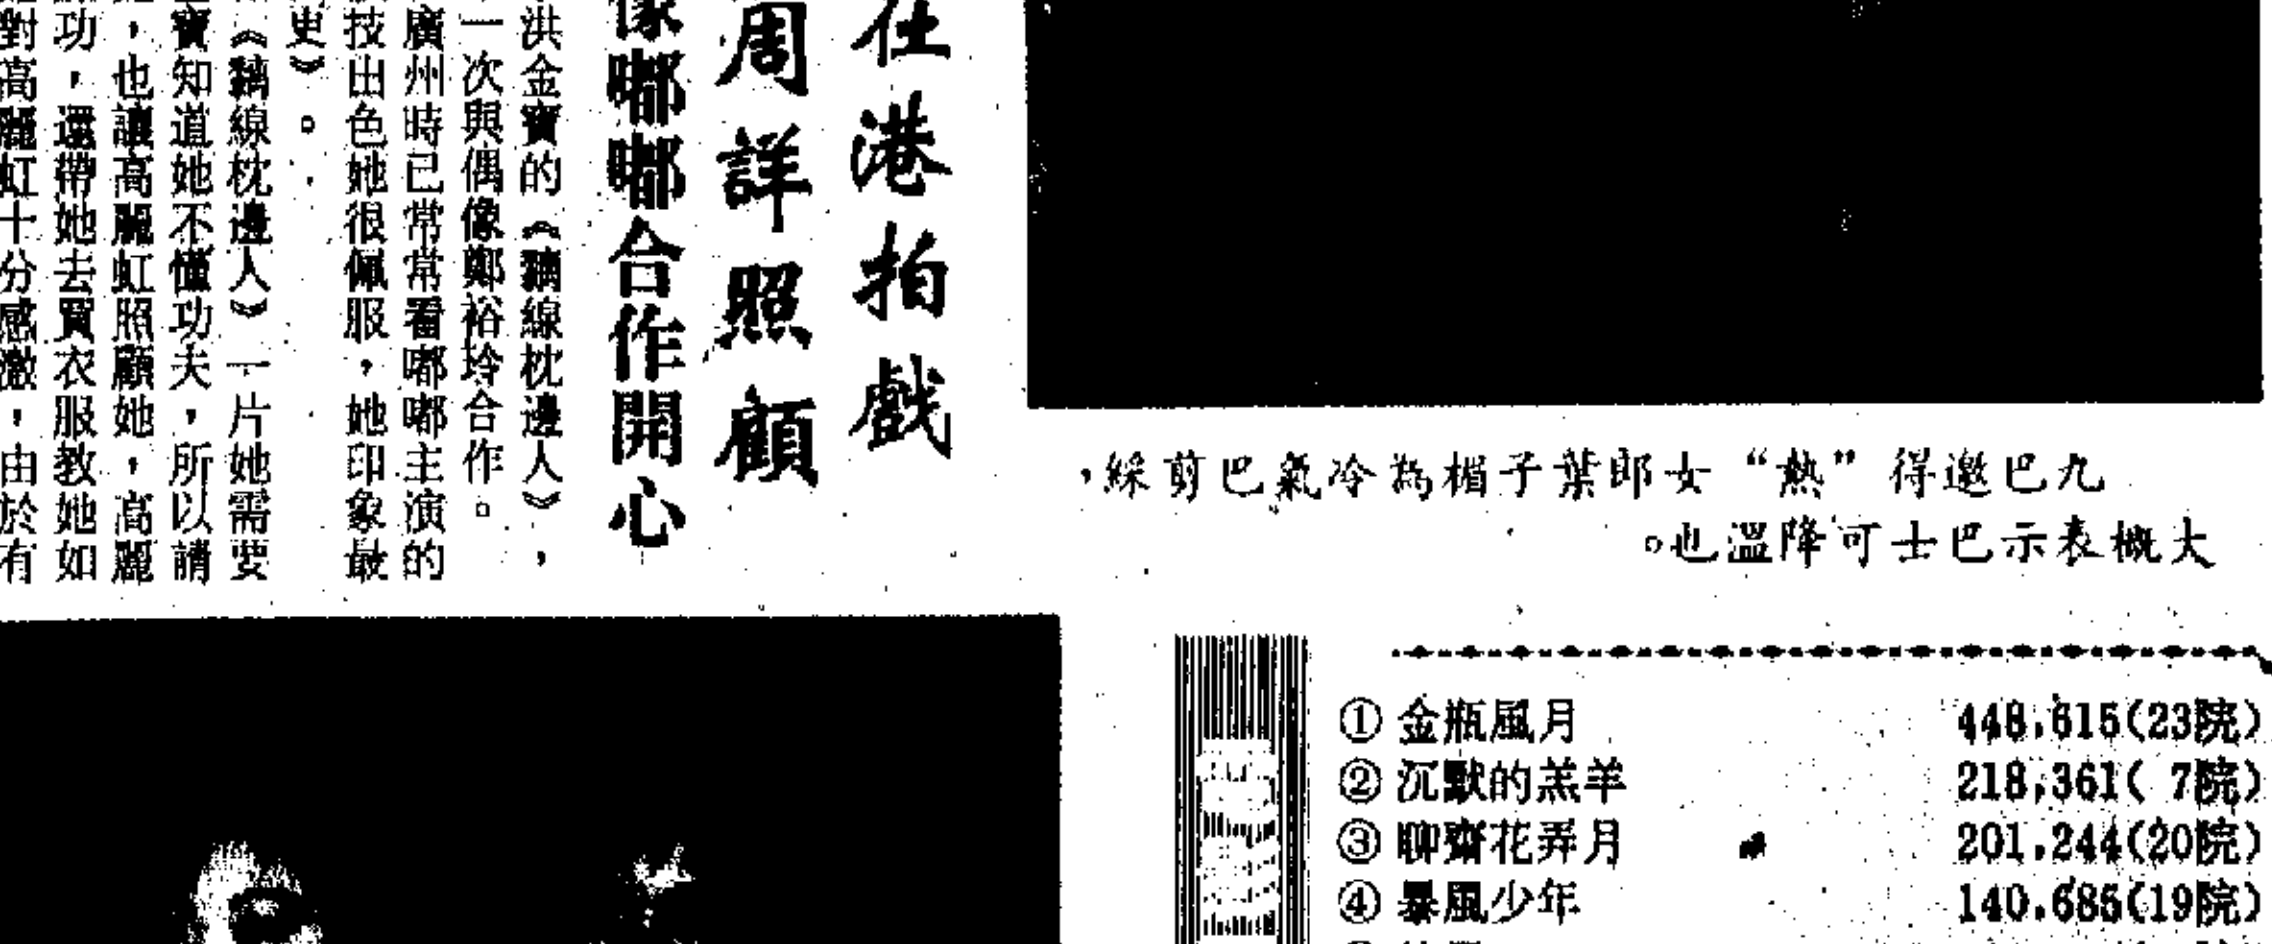 九巴邀得“熱”女郎葉子楣為冷氣巴剪綵，
大概表示巴士可降溫也。
在港拍戲
周詳照顧
像嘟嘟合作開心
洪金寶的《黐線枕邊人》，
一次與偶像鄭裕玲合作。
廣州時已常常看嘟嘟主演的
技出色她很佩服，她印象最
史》。
《黐線枕邊人》一片她需要
寶知道她不懂功夫，所以請
，也讓高麗虹照顧她，高麗
功，還帶她去買衣服教她如
對高麗虹十分感激，由於有
① 金瓶風月 448,615(23院)
② 沉默的羔羊 218,361( 7院)
③ 聊齋花弄月 201,244(20院)
④ 暴風少年 140,685(19院)